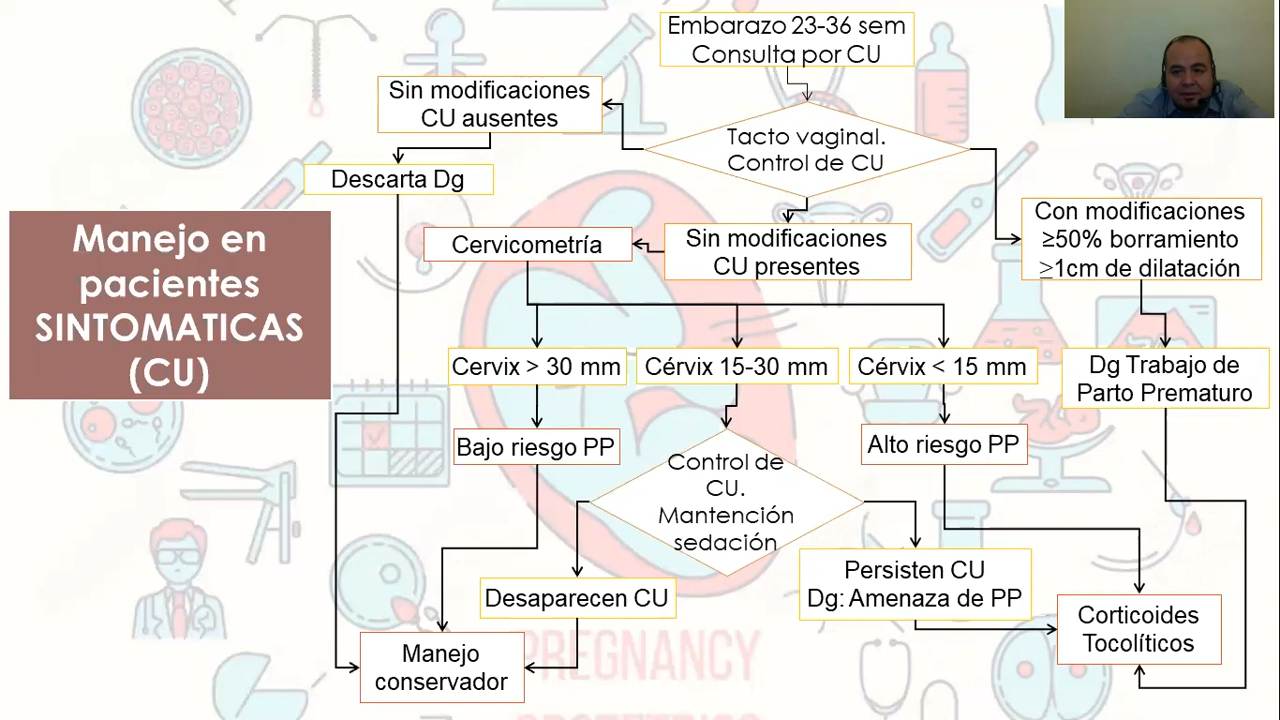 Embarazo 23-36 sem
Consulta por CU
Sin modificaciones
CU ausentes
Tacto vaginal.
Control de CU
Descarta Dg
Manejo en
pacientes
SINTOMATICAS
(CU)
Cervicometría
Sin modificaciones
CU presentes
Con modificaciones
≥50% borramiento
≥1cm de dilatación
Cervix > 30 mm
Cérvix 15-30 mm
Cérvix < 15 mm
Dg Trabajo de
Parto Prematuro
Bajo riesgo PP
Control de
CU.
Mantención
sedación
Alto riesgo PP
Desaparecen CU
Persisten CU
Dg: Amenaza de PP
Corticoides
Tocolíticos
Manejo
conservador
PREGNANCY
OBSTETRICS